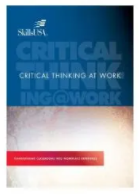 SkillsUSA
CRITICAL THINKING AT WORK
CRITICAL
THINK
ING@WORK